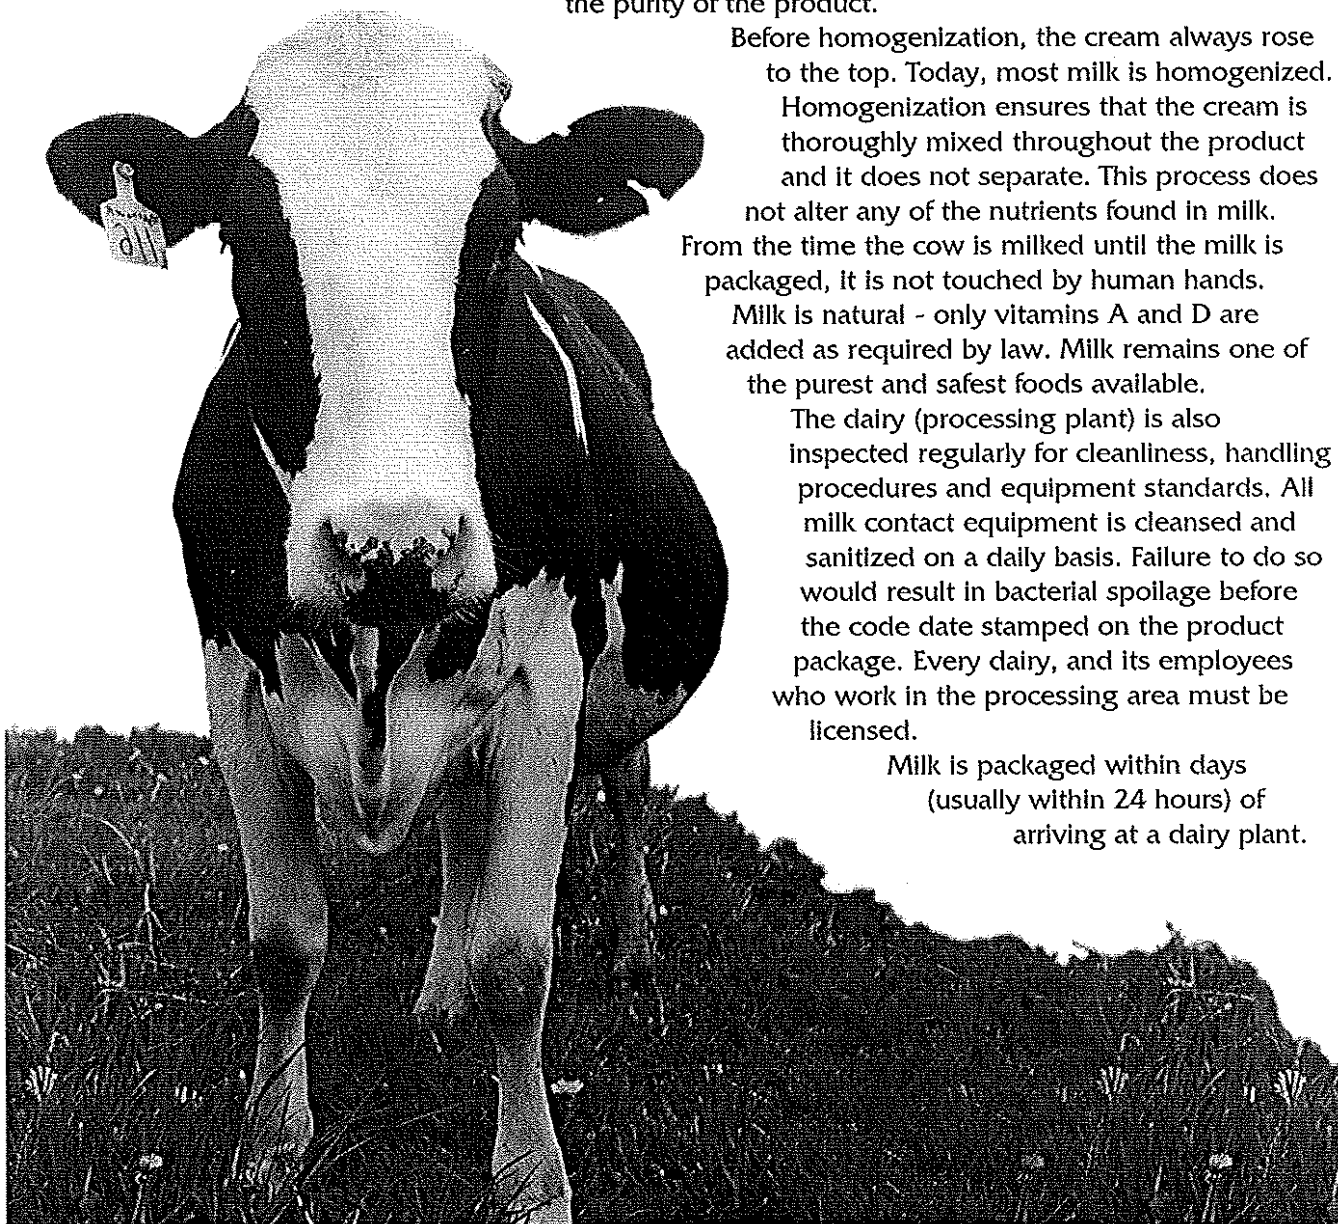 the purity of the product.
Before homogenization, the cream always rose
to the top. Today, most milk is homogenized.
Homogenization ensures that the cream is
thoroughly mixed throughout the product
and it does not separate. This process does
not alter any of the nutrients found in milk.
From the time the cow is milked until the milk is
packaged, it is not touched by human hands.
Milk is natural - only vitamins A and D are
added as required by law. Milk remains one of
the purest and safest foods available.
The dairy (processing plant) is also
inspected regularly for cleanliness, handling
procedures and equipment standards. All
milk contact equipment is cleansed and
sanitized on a daily basis. Failure to do so
would result in bacterial spoilage before
the code date stamped on the product
package. Every dairy, and its employees
who work in the processing area must be
licensed.
Milk is packaged within days
(usually within 24 hours) of
arriving at a dairy plant.